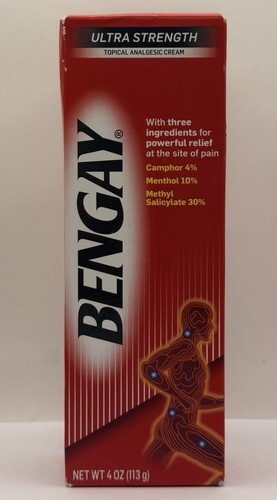 ULTRA STRENGTH
TOPICAL ANALGESIC CREAM
BENGAY®
With three
ingredients for
powerful relief
at the site of pain
Camphor 4%
Menthol 10%
Methyl
Salicylate 30%
NET WT 4 OZ (113 g)